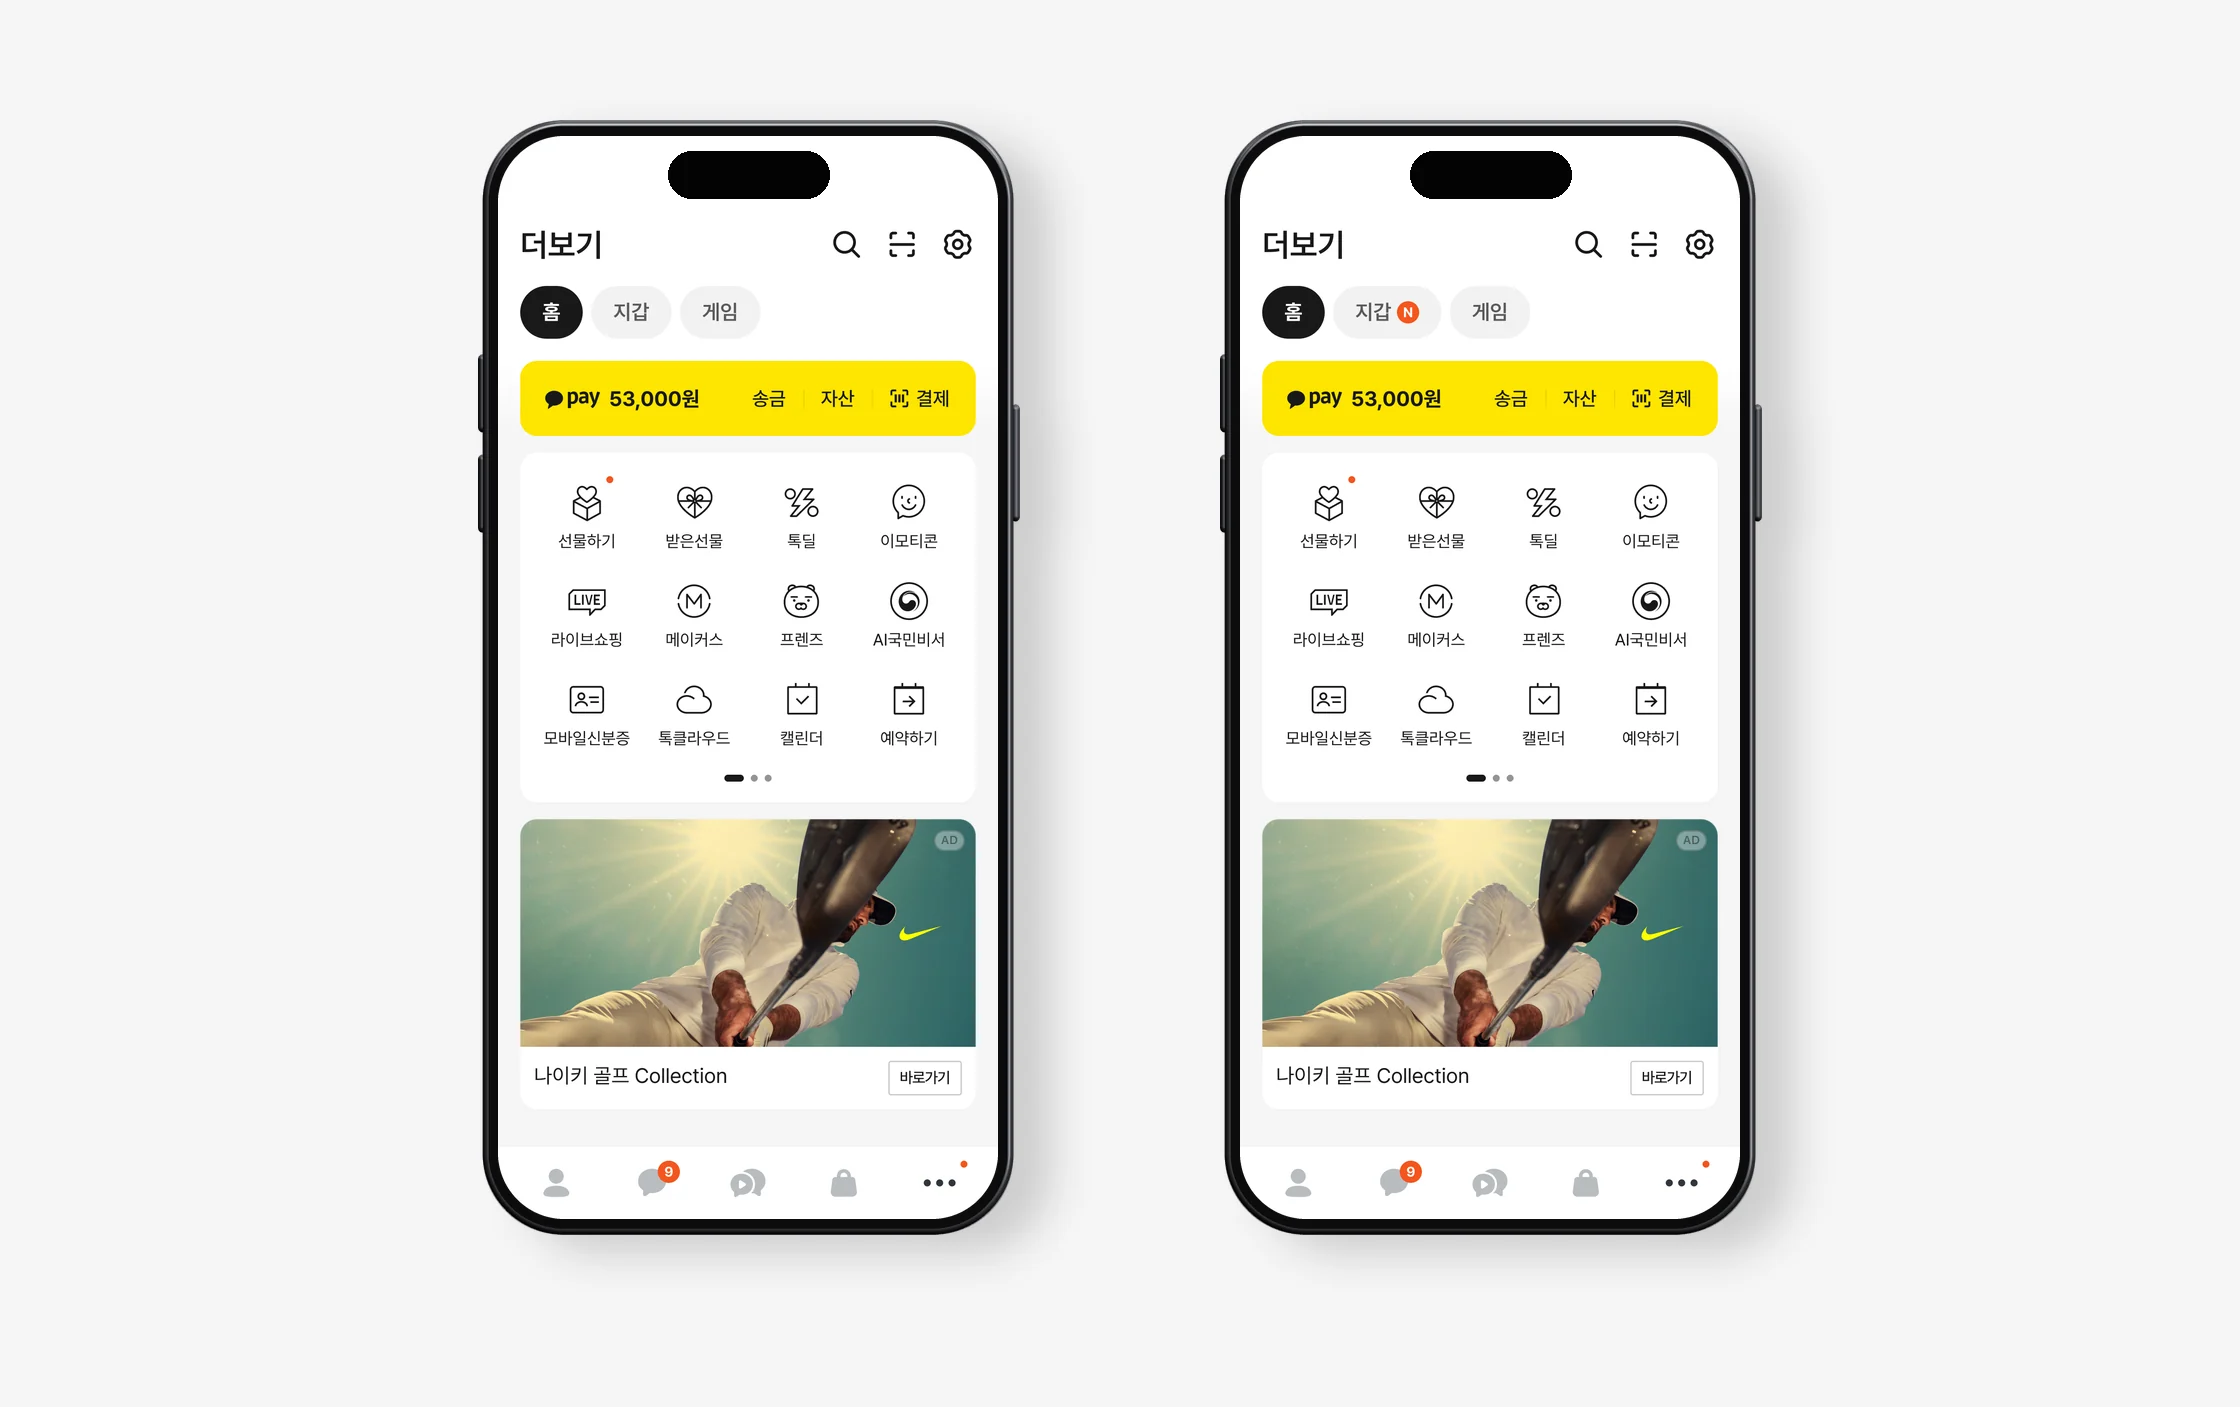 더보기
홈 지갑 게임
pay 53,000원 송금 자산 결제
선물하기 받은선물 톡딜 이모티콘
LIVE M
라이브쇼핑 메이커스 프렌즈 AI국민비서
모바일신분증 톡클라우드 캘린더 예약하기
AD
나이키 골프 Collection 바로가기
9
더보기
홈 지갑 N 게임
pay 53,000원 송금 자산 결제
선물하기 받은선물 톡딜 이모티콘
LIVE M
라이브쇼핑 메이커스 프렌즈 AI국민비서
모바일신분증 톡클라우드 캘린더 예약하기
AD
나이키 골프 Collection 바로가기
9